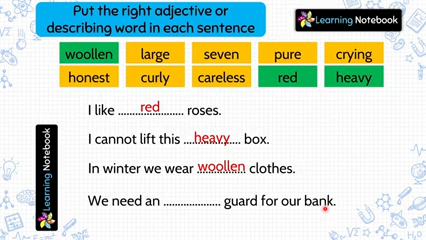 Put the right adjective or
describing word in each sentence
Learning Notebook
woollen large seven pure crying
honest curly careless red heavy
I like .......red............... roses.
I cannot lift this ...heavy.... box.
In winter we wear woollen clothes.
We need an .................... guard for our bank.
Learning Notebook